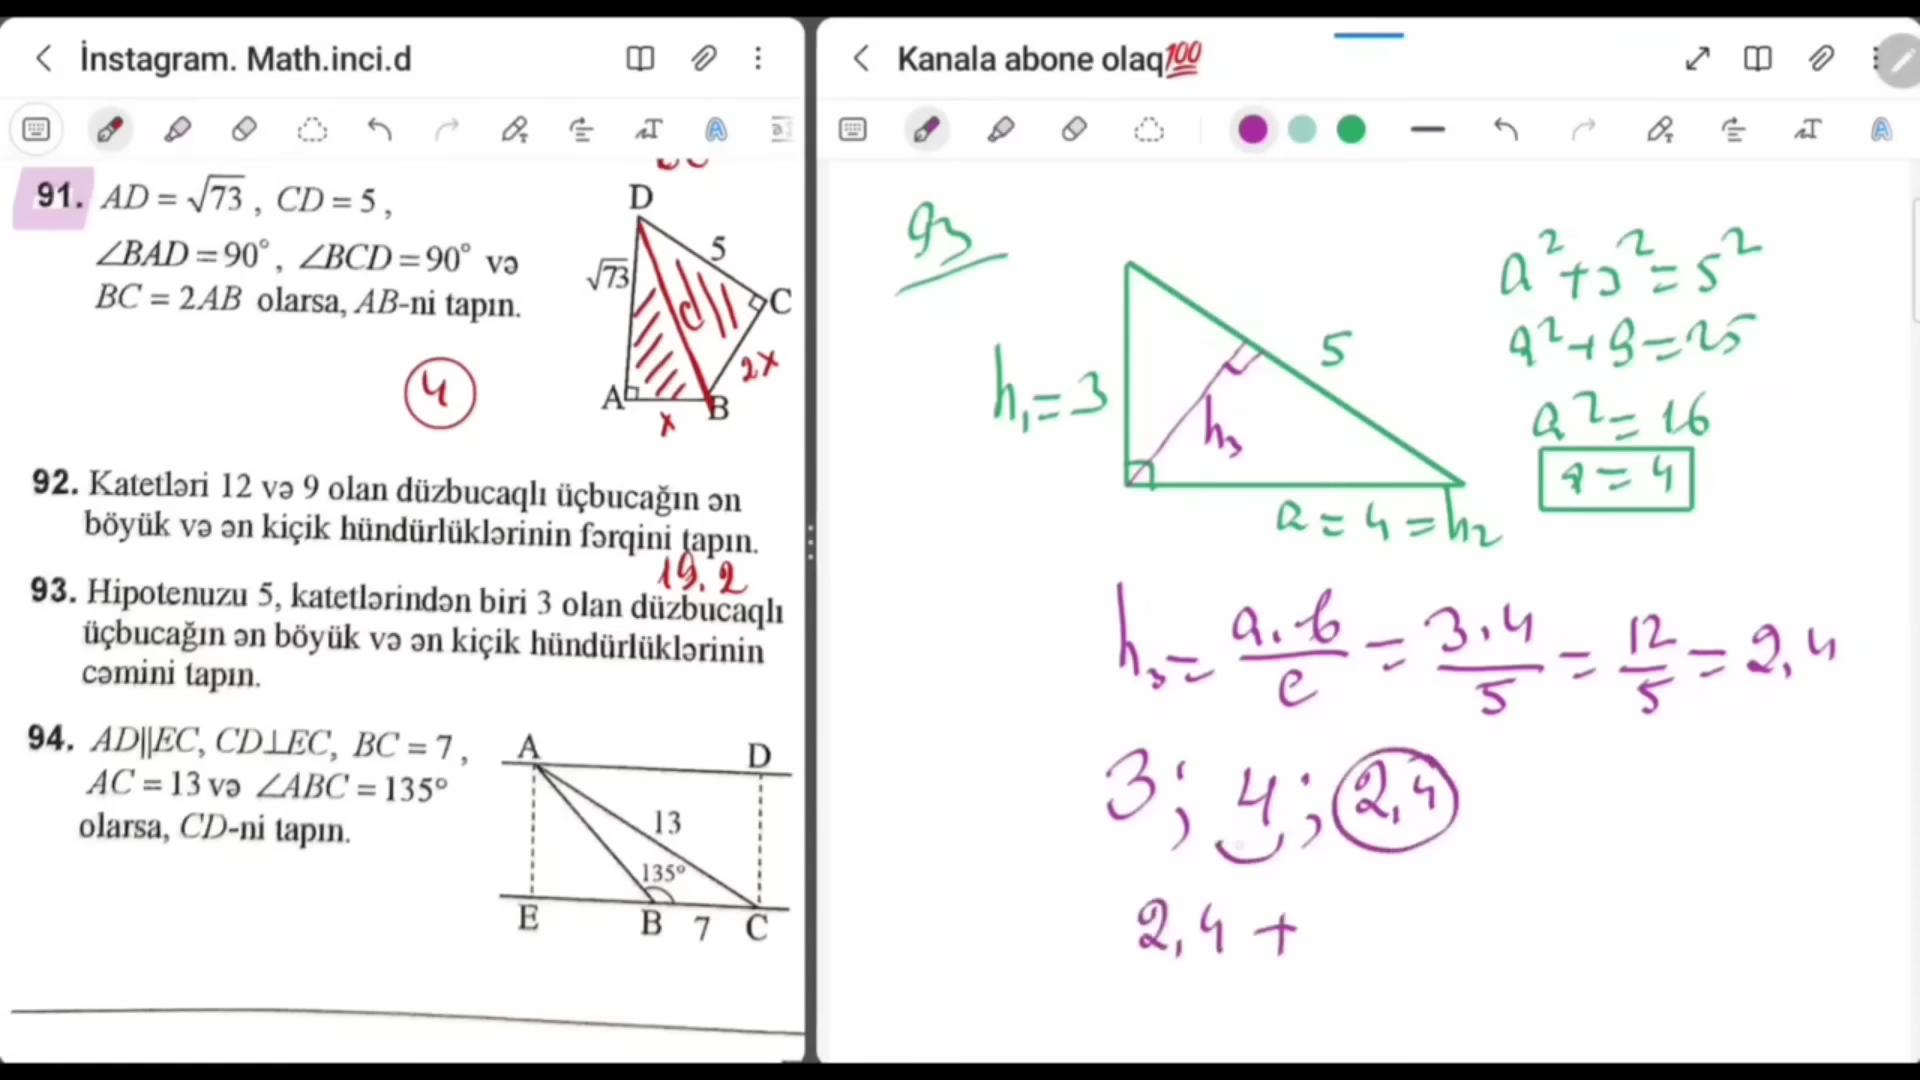 İnstagram. Math.inci.d
91. AD = √73, CD = 5,
∠BAD = 90°, ∠BCD = 90° və
BC = 2AB olarsa, AB-ni tapın.
4
D
5
√73
C
d
2x
A
B
x
92. Katetləri 12 və 9 olan düzbucaqlı üçbucağın ən
böyük və ən kiçik hündürlüklərinin fərqini tapın.
19.2
93. Hipotenuzu 5, katetlərindən biri 3 olan düzbucaqlı
üçbucağın ən böyük və ən kiçik hündürlüklərinin
cəmini tapın.
94. AD||EC, CD⊥EC, BC = 7,
AC = 13 və ∠ABC = 135°
olarsa, CD-ni tapın.
A
D
13
135°
E
B
7
C
Kanala abone olaq💯
93
h₁ = 3
5
h₃
a = 4 = h₂
a² + 3² = 5²
a² + 9 = 25
a² = 16
a = 4
h₃ = a.b/c = 3.4/5 = 12/5 = 2,4
3; 4; 2,4
2,4 +